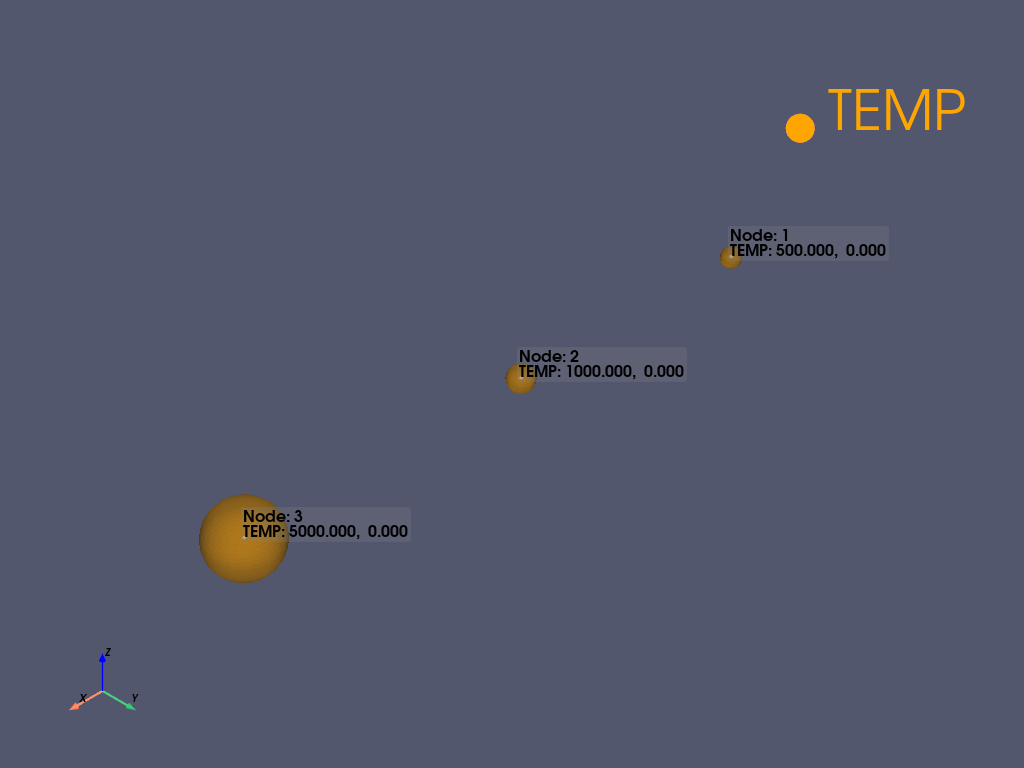 TEMP
Node: 1
TEMP: 500.000, 0.000
Node: 2
TEMP: 1000.000, 0.000
Node: 3
TEMP: 5000.000, 0.000
Z
X
Y